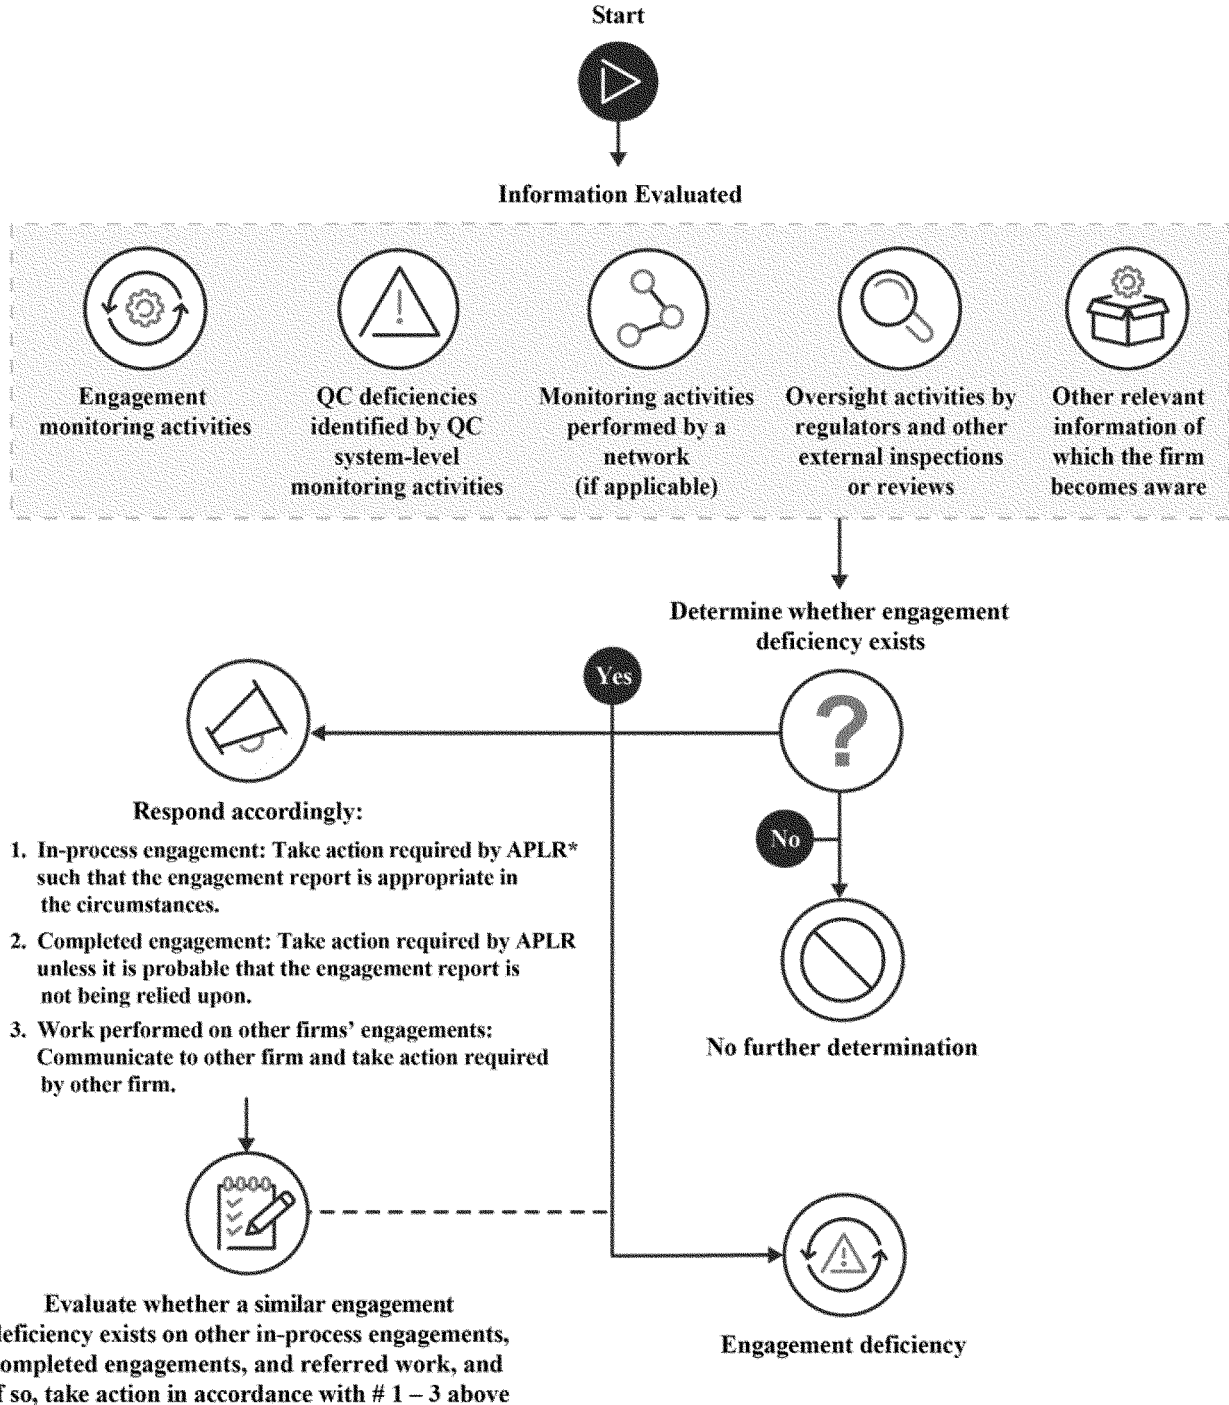 Start
Information Evaluated
Engagement
monitoring activities
QC deficiencies
identified by QC
system-level
monitoring activities
Monitoring activities
performed by a
network
(if applicable)
Oversight activities by
regulators and other
external inspections
or reviews
Other relevant
information of
which the firm
becomes aware
Determine whether engagement
deficiency exists
Yes
?
No
Respond accordingly:
1. In-process engagement: Take action required by APLR*
such that the engagement report is appropriate in
the circumstances.
2. Completed engagement: Take action required by APLR
unless it is probable that the engagement report is
not being relied upon.
3. Work performed on other firms’ engagements:
Communicate to other firm and take action required
by other firm.
No further determination
Evaluate whether a similar engagement
eficiency exists on other in-process engagements,
ompleted engagements, and referred work, and
f so, take action in accordance with # 1 – 3 above
Engagement deficiency